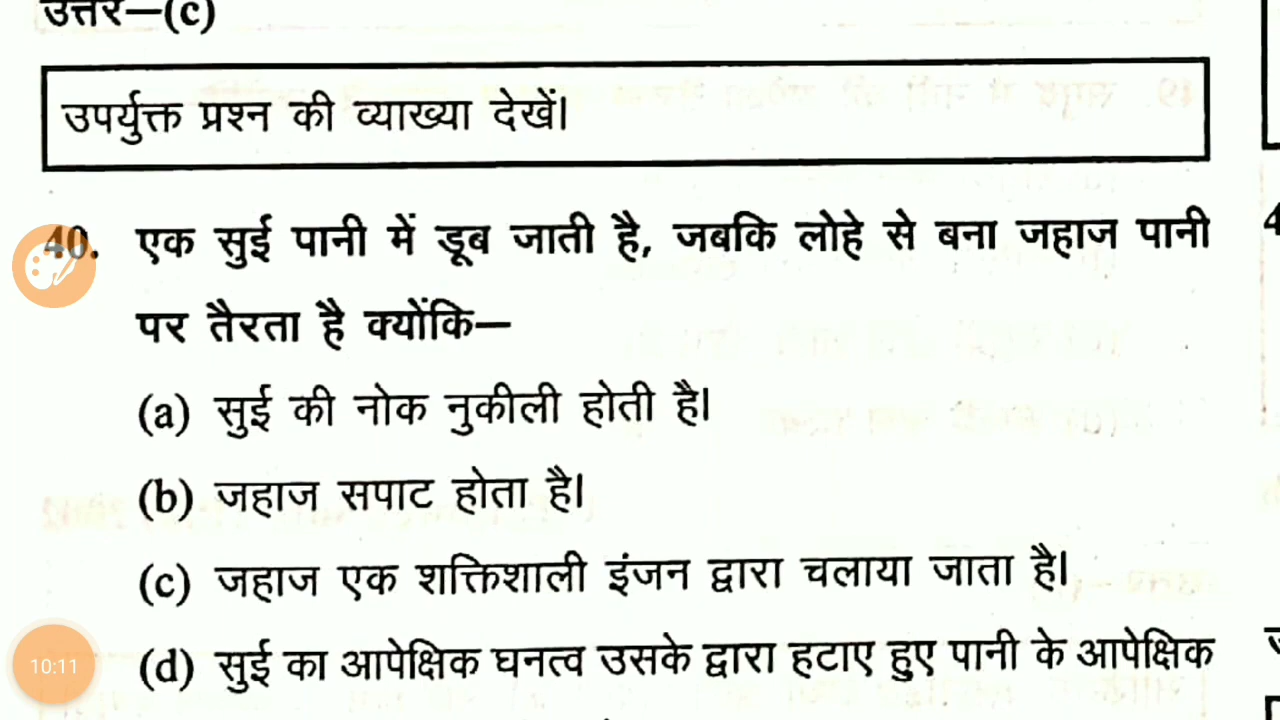 उत्तर—(c)
उपर्युक्त प्रश्न की व्याख्या देखें।
40. एक सुई पानी में डूब जाती है, जबकि लोहे से बना जहाज पानी
पर तैरता है क्योंकि—
(a) सुई की नोक नुकीली होती है।
(b) जहाज सपाट होता है।
(c) जहाज एक शक्तिशाली इंजन द्वारा चलाया जाता है।
(d) सुई का आपेक्षिक घनत्व उसके द्वारा हटाए हुए पानी के आपेक्षिक
10:11